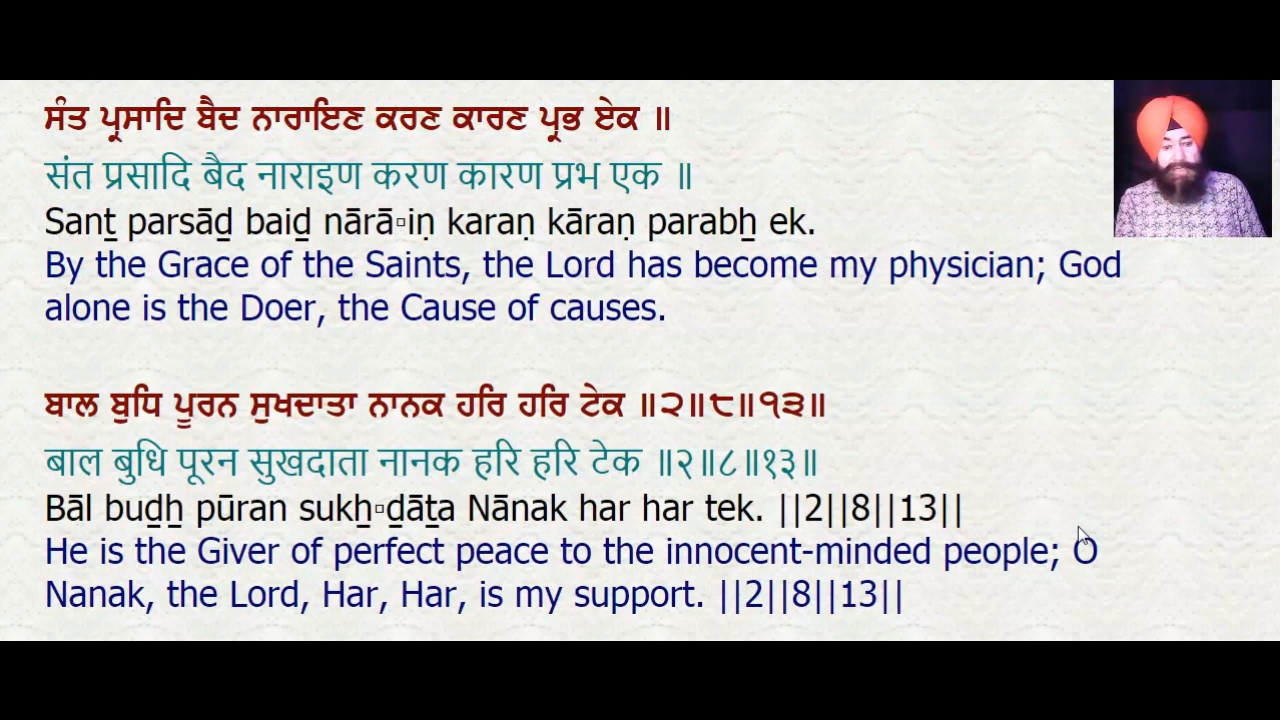 ਸੰਤ ਪ੍ਰਸਾਦਿ ਬੈਦ ਨਾਰਾਇਣ ਕਰਣ ਕਾਰਣ ਪ੍ਰਭ ਏਕ ॥
संत प्रसादि बैद नाराइण करण कारण प्रभ एक ॥
Sanṯ parsāḏ baiḏ nārā▫iṇ karaṇ kāraṇ parabẖ ek.
By the Grace of the Saints, the Lord has become my physician; God
alone is the Doer, the Cause of causes.
ਬਾਲ ਬੁਧਿ ਪੂਰਨ ਸੁਖਦਾਤਾ ਨਾਨਕ ਹਰਿ ਹਰਿ ਟੇਕ ॥੨॥੮॥੧੩॥
बाल बुधि पूरन सुखदाता नानक हरि हरि टेक ॥२॥८॥१३॥
Bāl buḏẖ pūran sukẖ▫ḏāṯa Nānak har har tek. ||2||8||13||
He is the Giver of perfect peace to the innocent-minded people; O
Nanak, the Lord, Har, Har, is my support. ||2||8||13||